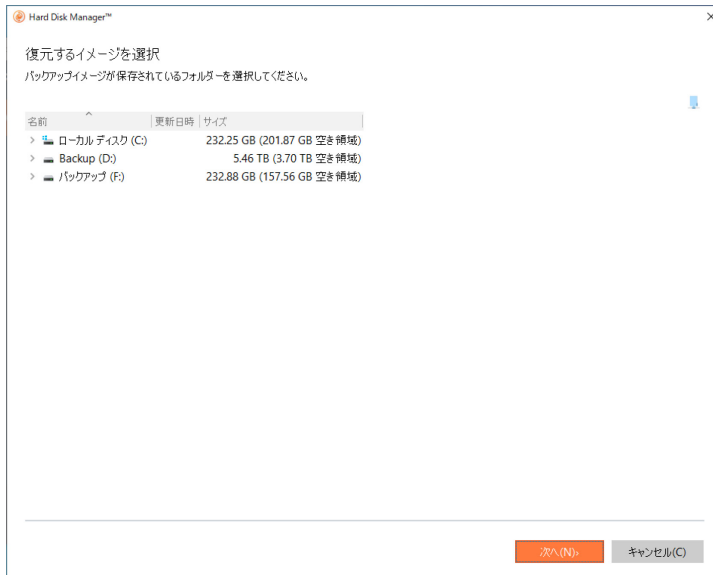 Hard Disk Manager™
復元するイメージを選択
バックアップイメージが保存されているフォルダーを選択してください。
名前 更新日時 サイズ
ローカル ディスク (C:) 232.25 GB (201.87 GB 空き領域)
Backup (D:) 5.46 TB (3.70 TB 空き領域)
バックアップ (F:) 232.88 GB (157.56 GB 空き領域)
次へ(N)› キャンセル(C)